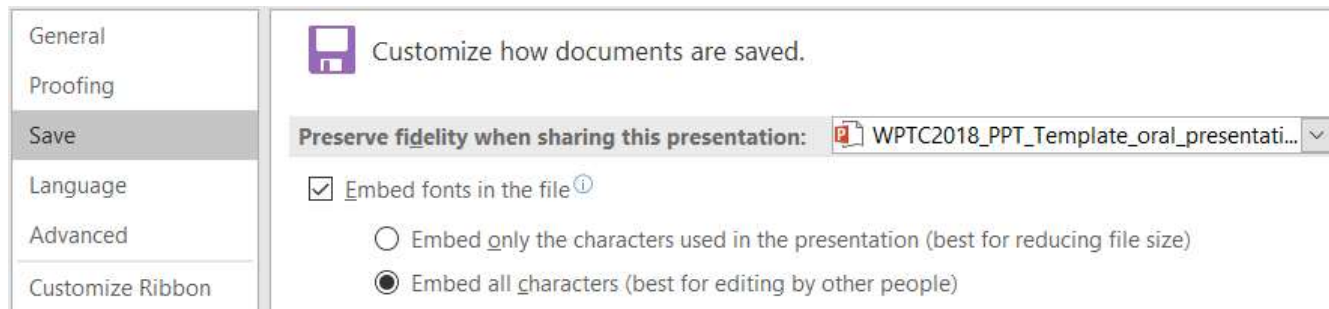 General
Proofing
Save
Language
Advanced
Customize Ribbon
Customize how documents are saved.
Preserve fidelity when sharing this presentation: WPTC2018_PPT_Template_oral_presentati...
Embed fonts in the file
Embed only the characters used in the presentation (best for reducing file size)
Embed all characters (best for editing by other people)